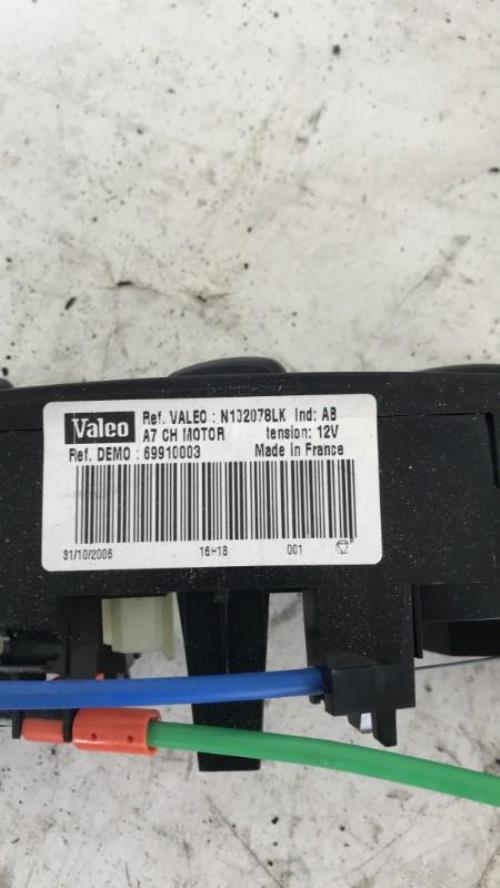 Valeo Ref. VALEO : N102078LK Ind: AB
A7 CH MOTOR tension: 12V
Ref. DEMO : 69910003 Made In France
31/10/2006 16H18 001